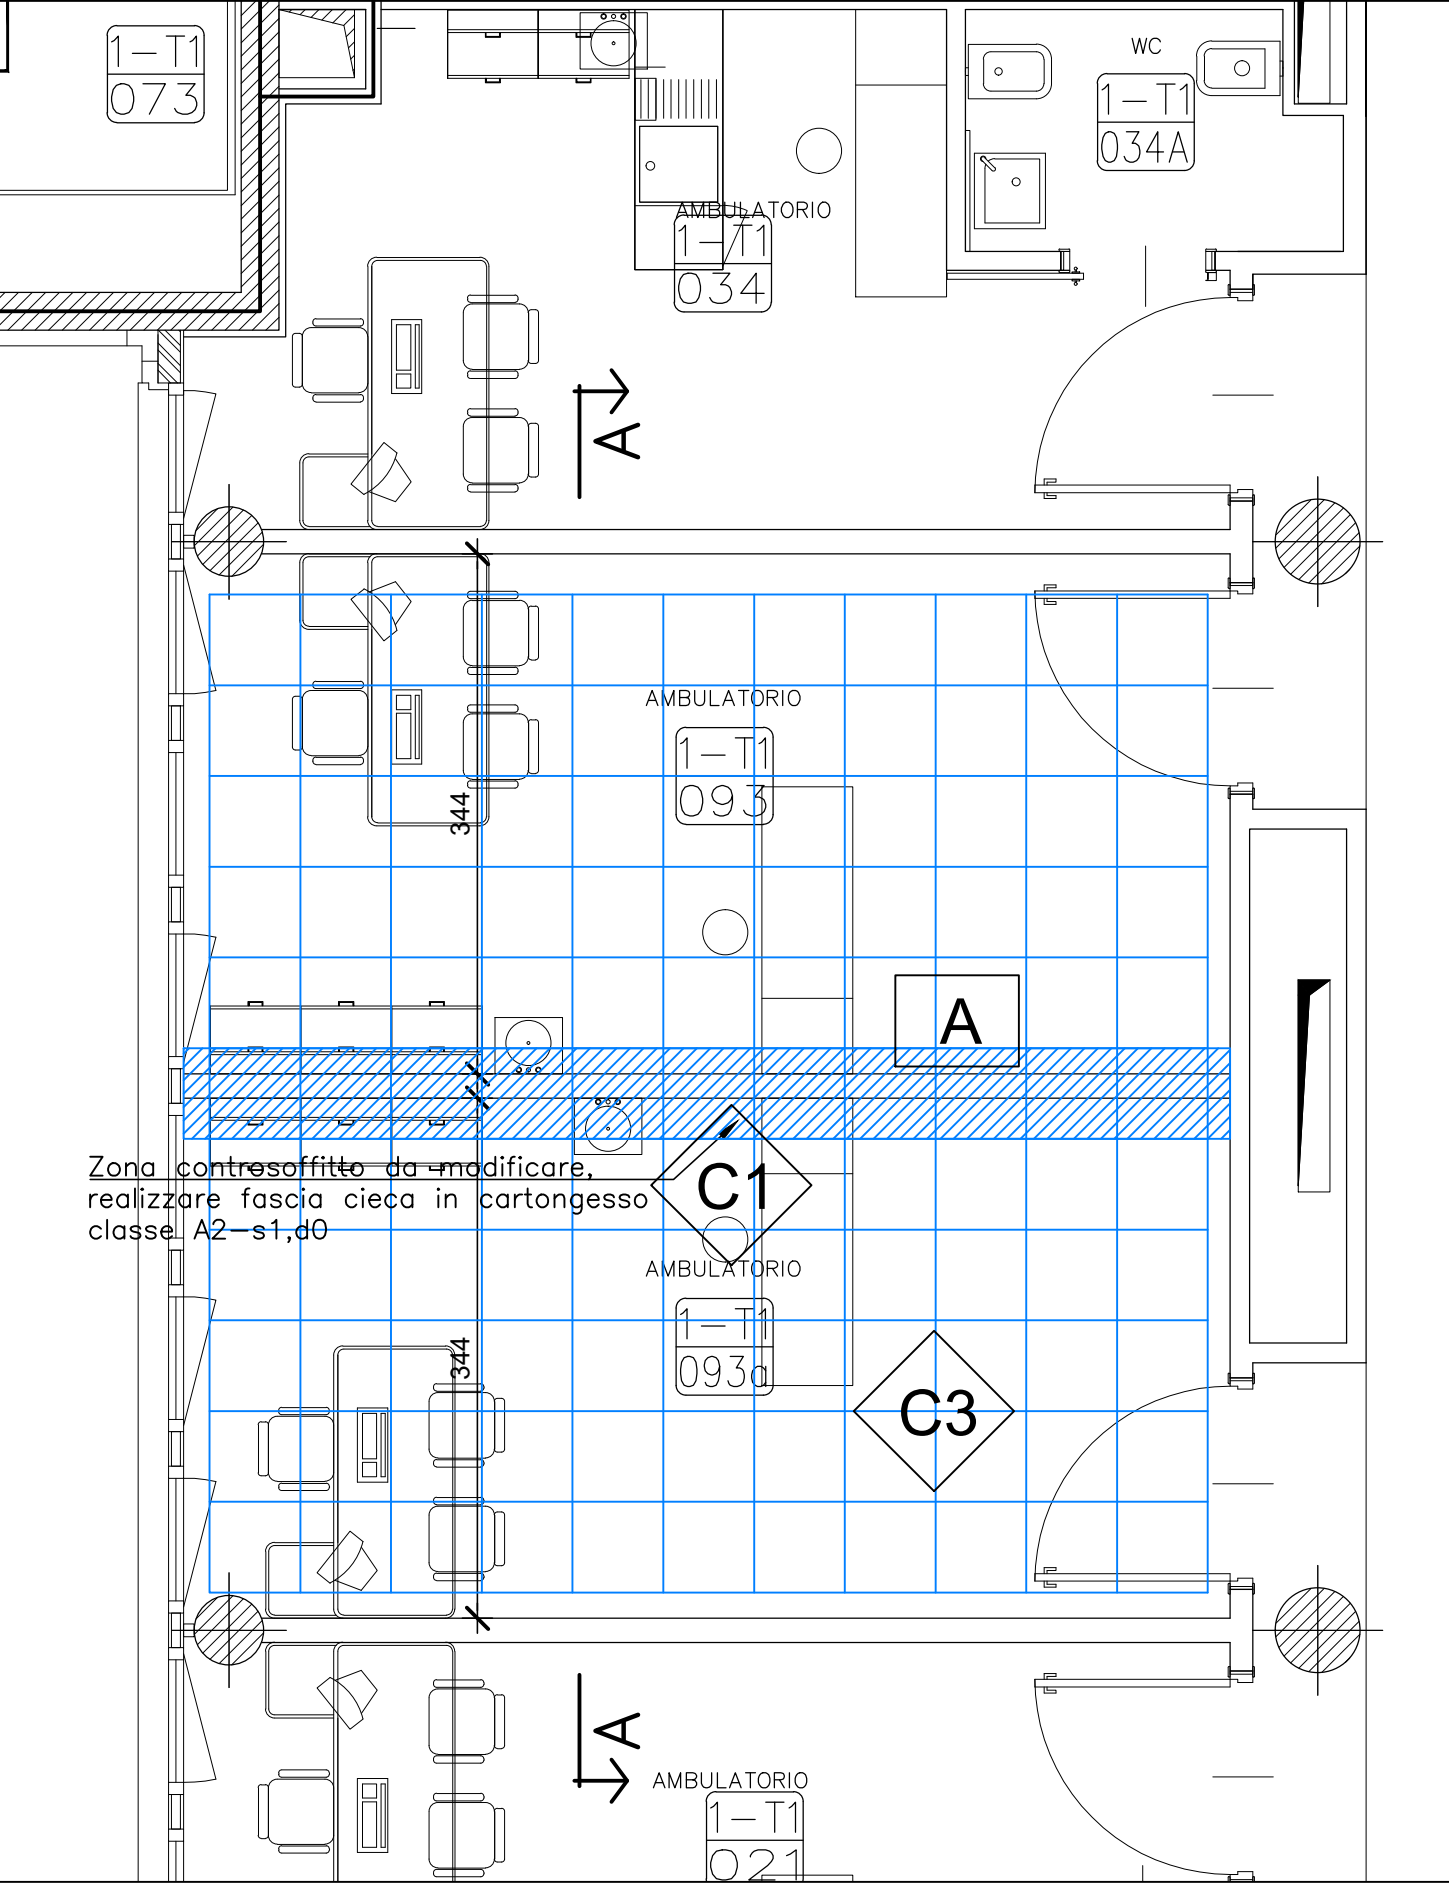 1-T1
073
WC
1-T1
034A
AMBULATORIO
1-T1
034
A
AMBULATORIO
1-T1
093
344
A
Zona controsoffitto da modificare,
realizzare fascia cieca in cartongesso
classe A2-s1,d0
C1
AMBULATORIO
1-T1
093a
344
C3
A
AMBULATORIO
1-T1
021